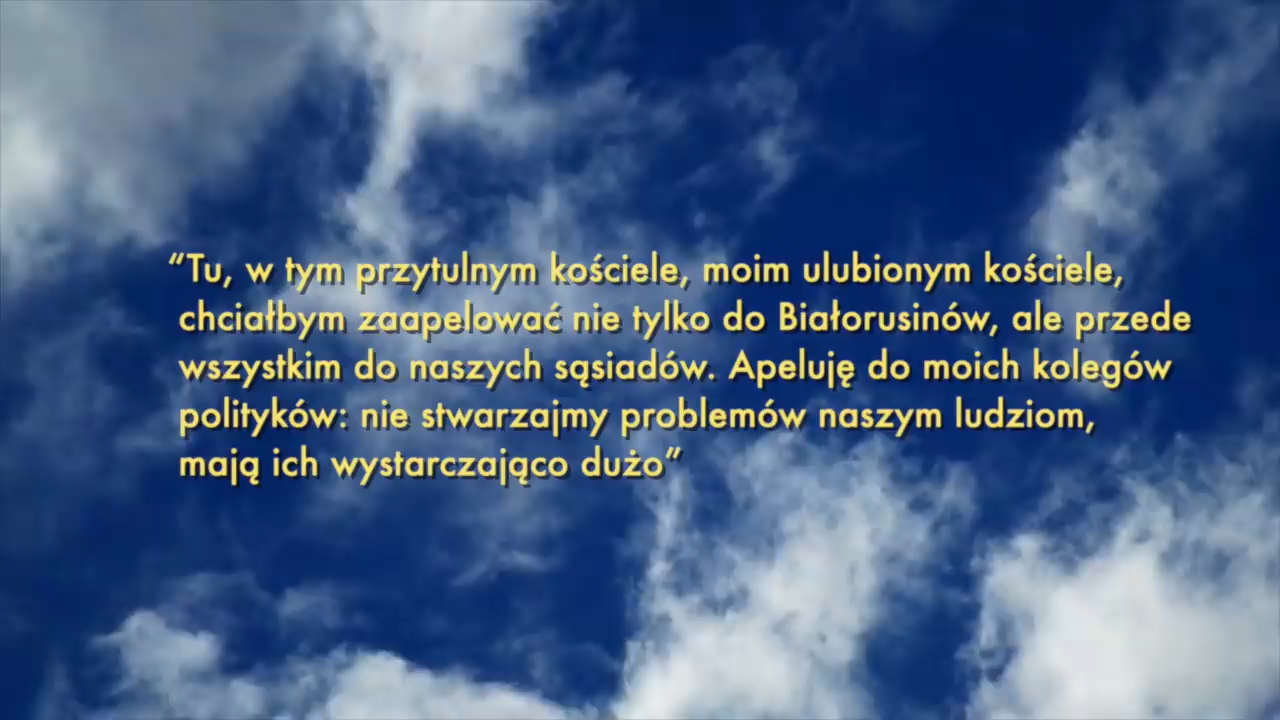 “Tu, w tym przytulnym kościele, moim ulubionym kościele,
chciałbym zaapelować nie tylko do Białorusinów, ale przede
wszystkim do naszych sąsiadów. Apeluję do moich kolegów
polityków: nie stwarzajmy problemów naszym ludziom,
mają ich wystarczająco dużo”